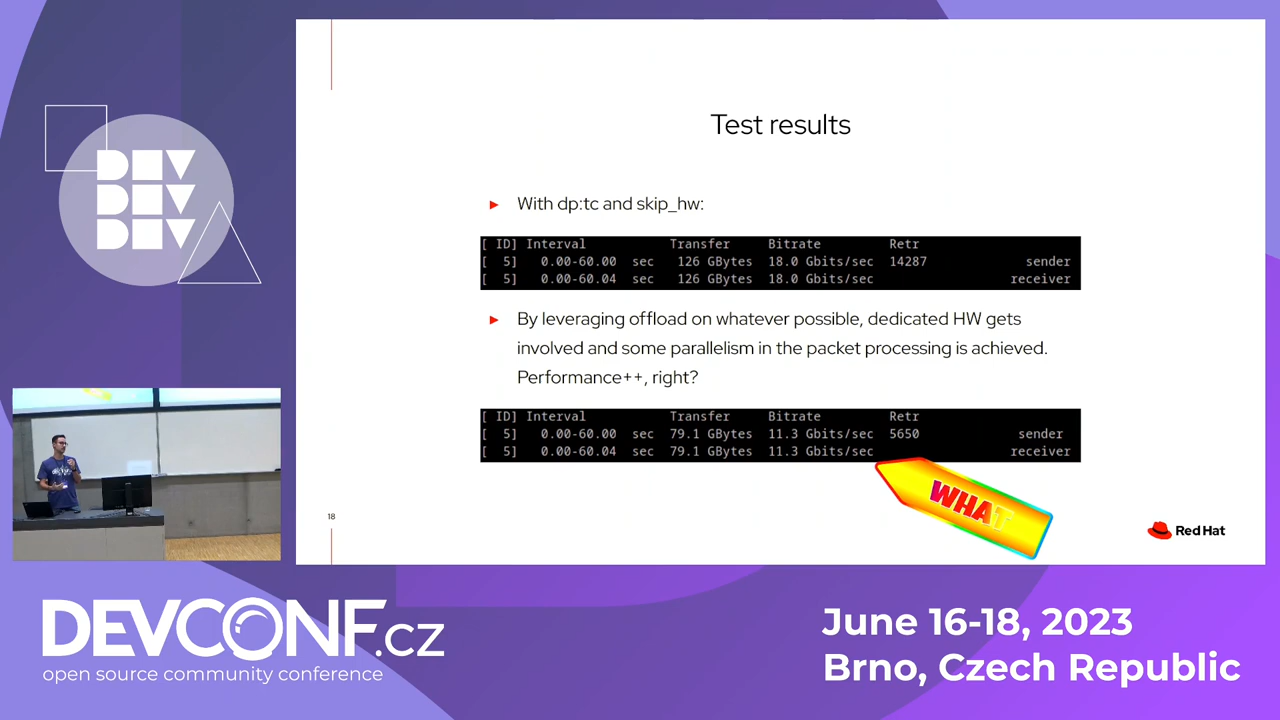 DEV
DEV
DEV
Test results
► With dp:tc and skip_hw:
[ ID] Interval Transfer Bitrate Retr
[ 5] 0.00-60.00 sec 126 GBytes 18.0 Gbits/sec 14287 sender
[ 5] 0.00-60.04 sec 126 GBytes 18.0 Gbits/sec receiver
► By leveraging offload on whatever possible, dedicated HW gets
involved and some parallelism in the packet processing is achieved.
Performance++, right?
[ ID] Interval Transfer Bitrate Retr
[ 5] 0.00-60.00 sec 79.1 GBytes 11.3 Gbits/sec 5650 sender
[ 5] 0.00-60.04 sec 79.1 GBytes 11.3 Gbits/sec receiver
WHAT
18
Red Hat
DEVCONF.cz
open source community conference
June 16-18, 2023
Brno, Czech Republic